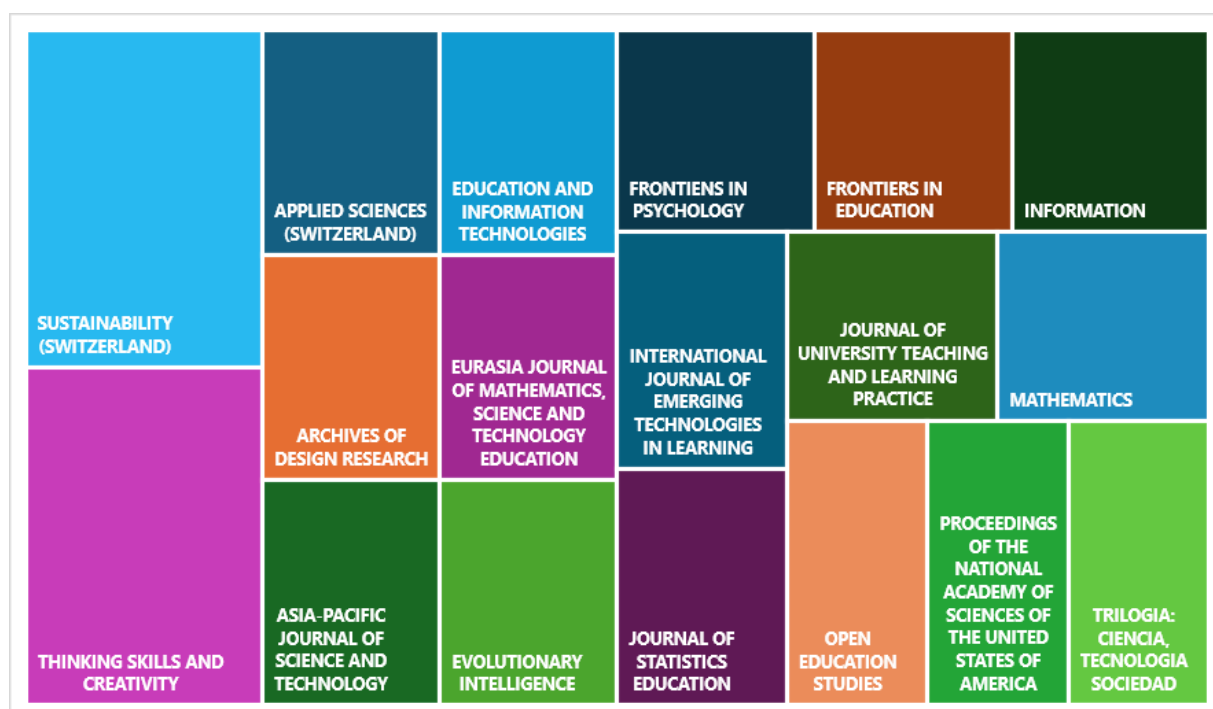 SUSTAINABILITY
(SWITZERLAND)
THINKING SKILLS AND
CREATIVITY
APPLIED SCIENCES
(SWITZERLAND)
ARCHIVES OF
DESIGN RESEARCH
ASIA-PACIFIC
JOURNAL OF
SCIENCE AND
TECHNOLOGY
EDUCATION AND
INFORMATION
TECHNOLOGIES
EURASIA JOURNAL
OF MATHEMATICS,
SCIENCE AND
TECHNOLOGY
EDUCATION
EVOLUTIONARY
INTELLIGENCE
FRONTIENS IN
PSYCHOLOGY
FRONTIERS IN
EDUCATION
INFORMATION
INTERNATIONAL
JOURNAL OF
EMERGING
TECHNOLOGIES
IN LEARNING
JOURNAL OF
UNIVERSITY TEACHING
AND LEARNING
PRACTICE
MATHEMATICS
JOURNAL OF
STATISTICS
EDUCATION
OPEN
EDUCATION
STUDIES
PROCEEDINGS
OF THE
NATIONAL
ACADEMY OF
SCIENCES OF
THE UNITED
STATES OF
AMERICA
TRILOGIA:
CIENCIA,
TECNOLOGIA
SOCIEDAD